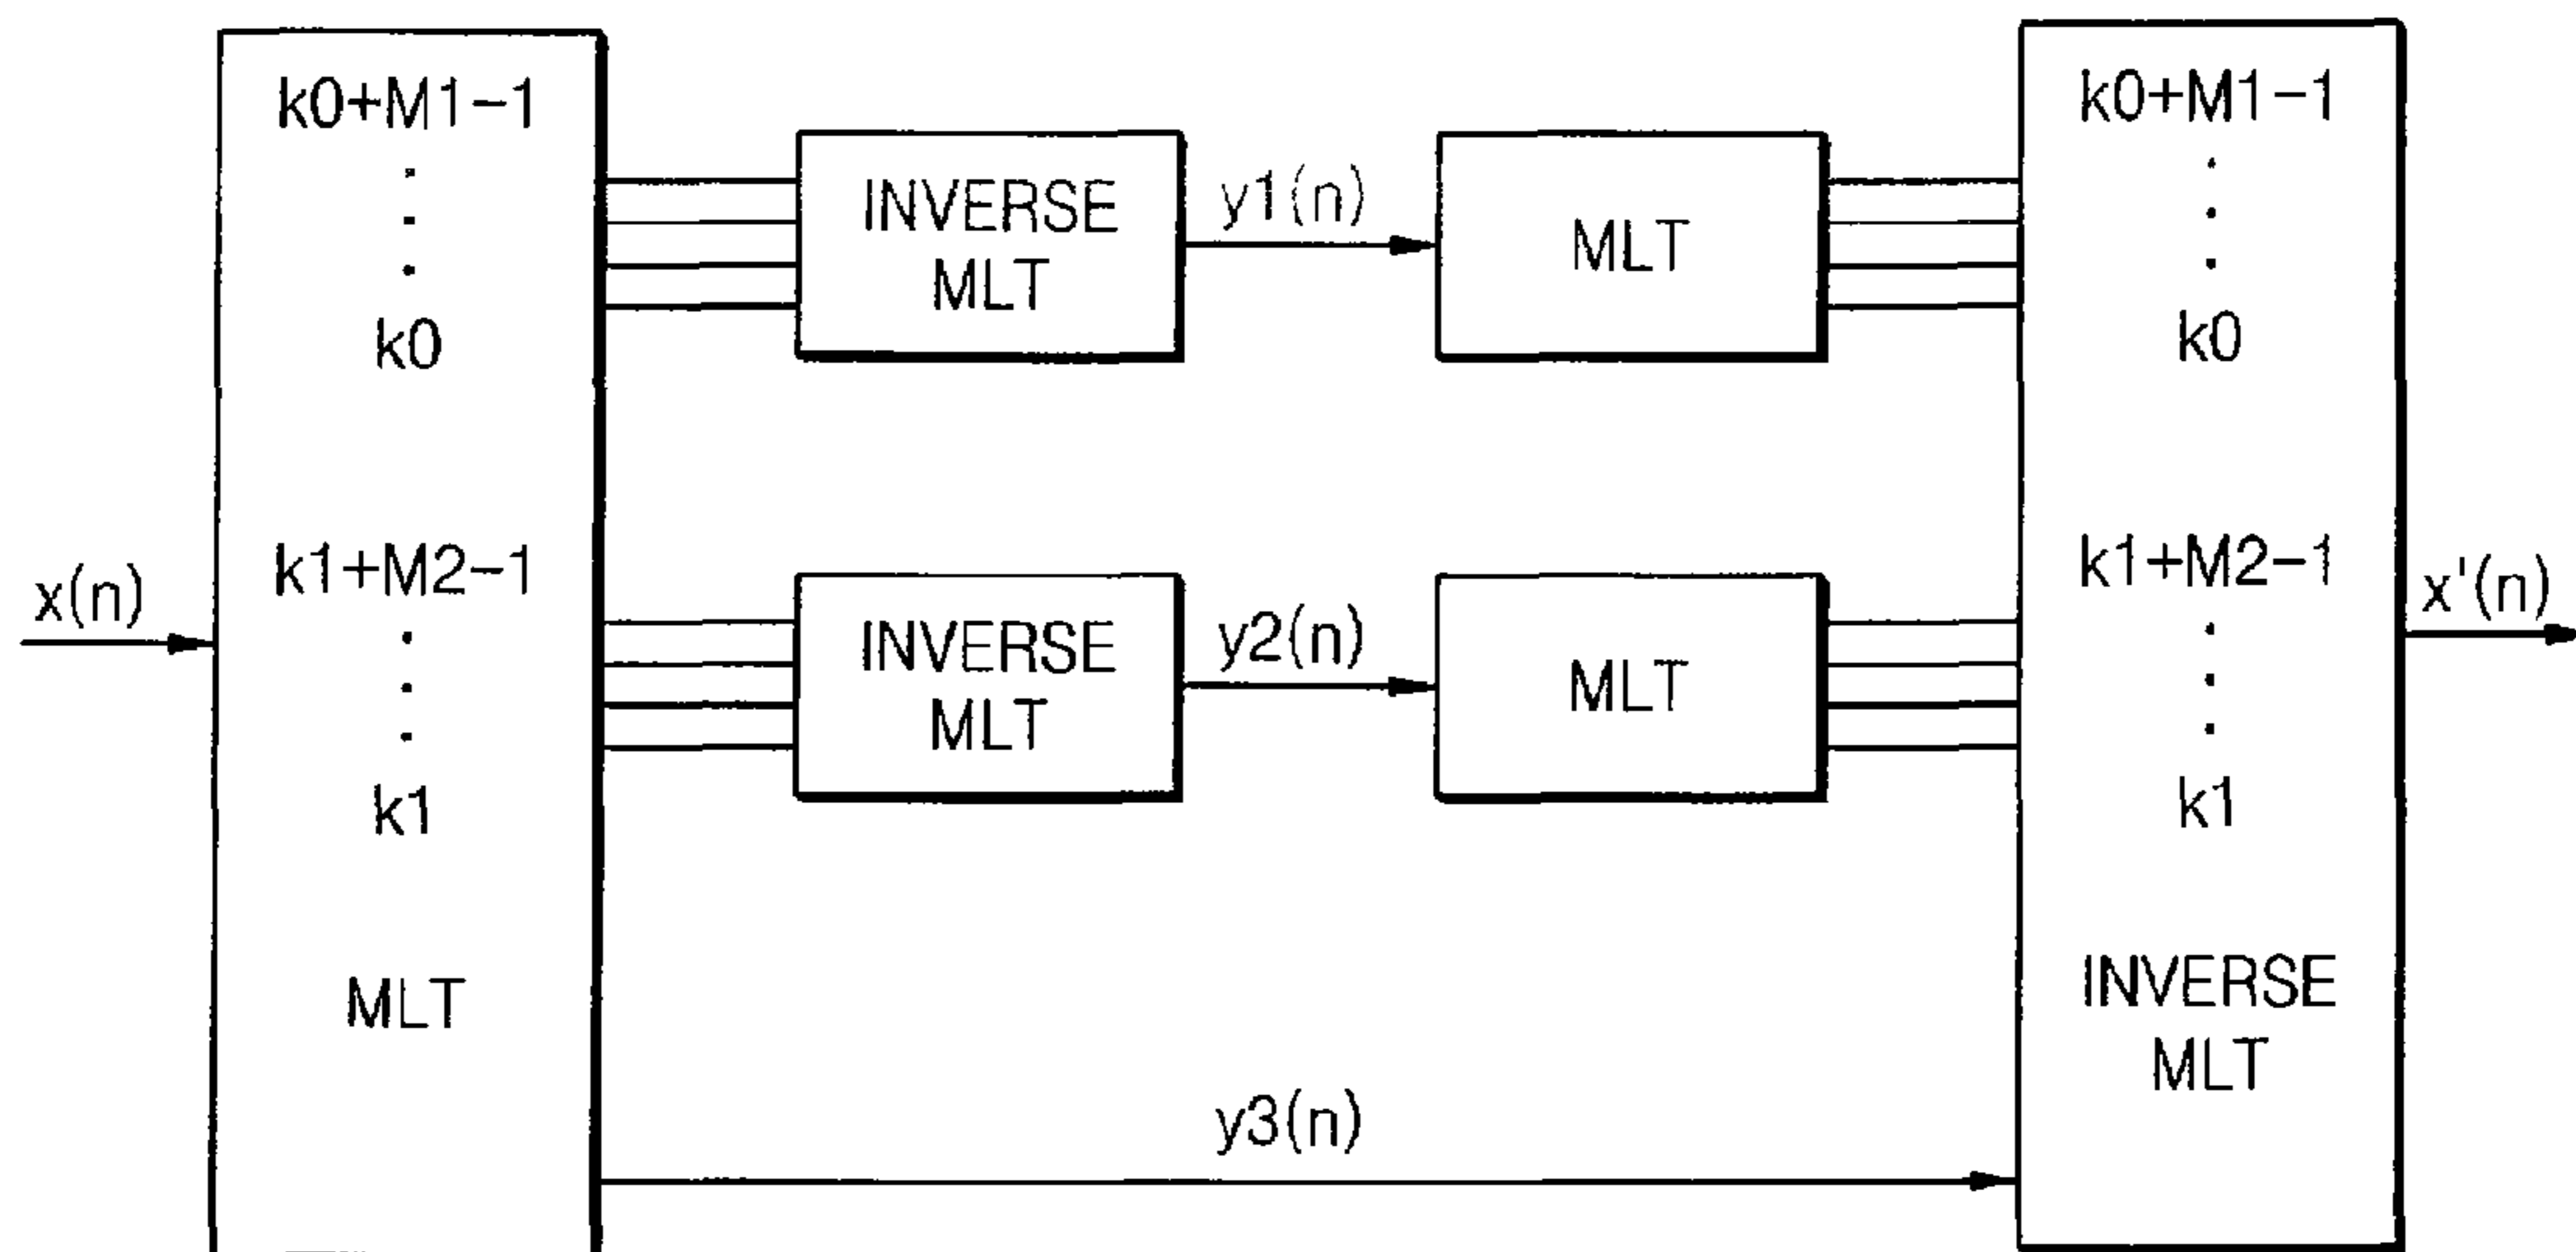 x(n)
k0+M1-1
k0
k1+M2-1
k1
MLT
INVERSE
MLT
y1(n)
MLT
INVERSE
MLT
y2(n)
MLT
y3(n)
k0+M1-1
k0
k1+M2-1
k1
INVERSE
MLT
x'(n)